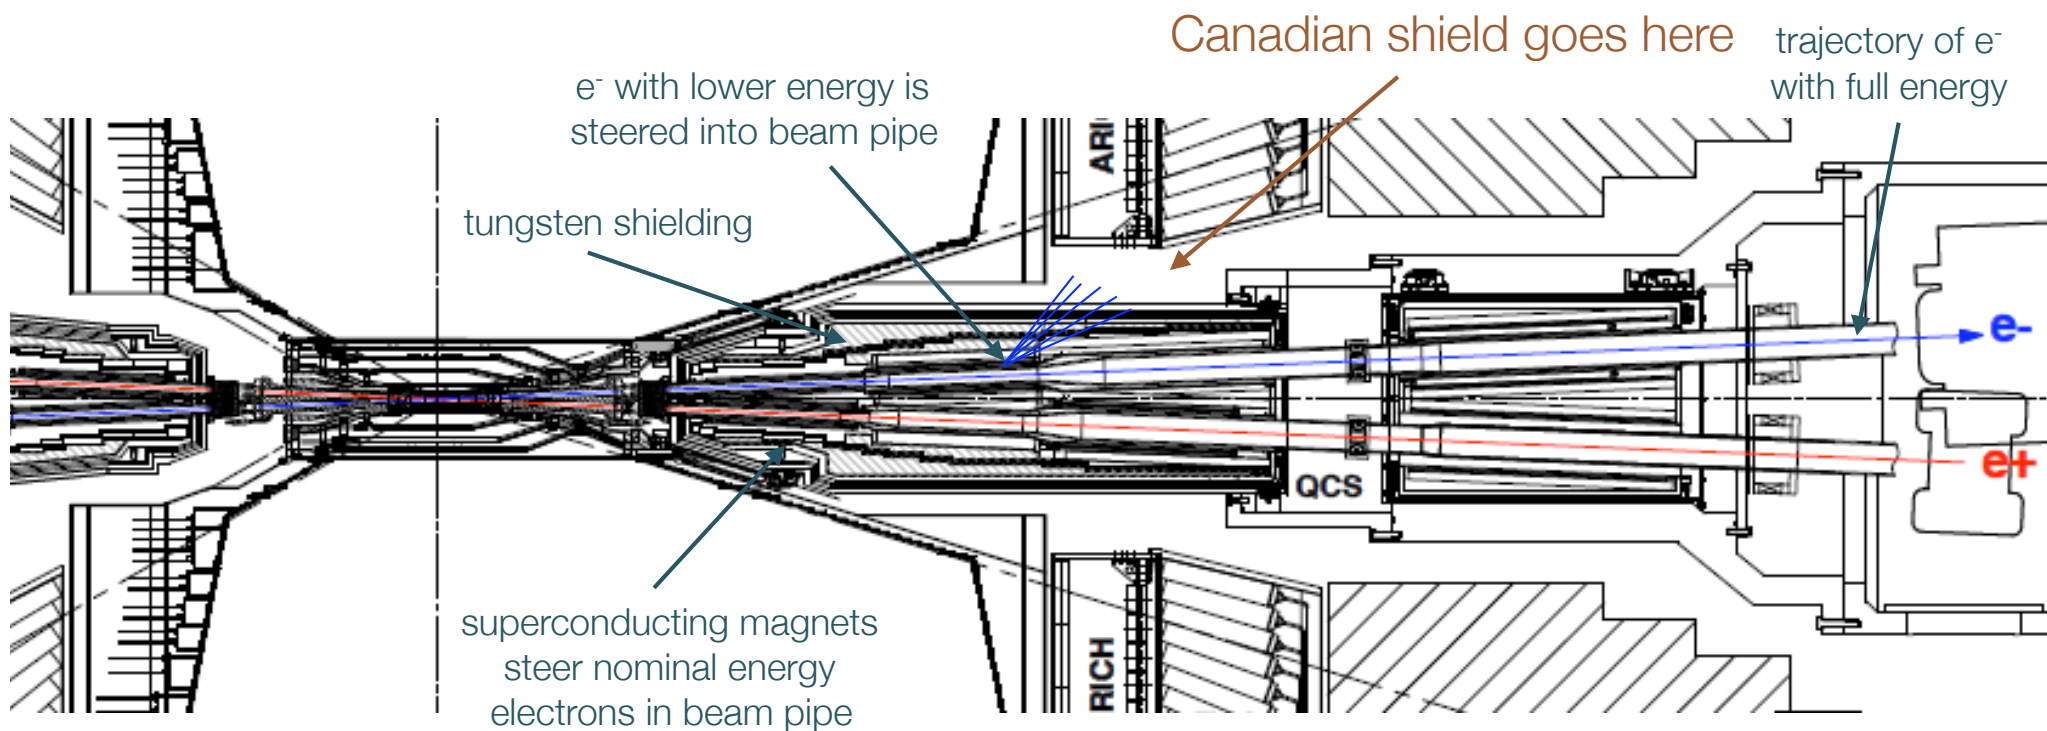 Canadian shield goes here
trajectory of e-
with full energy
e- with lower energy is
steered into beam pipe
ARI
tungsten shielding
e-
e+
QCS
superconducting magnets
steer nominal energy
electrons in beam pipe
RICH